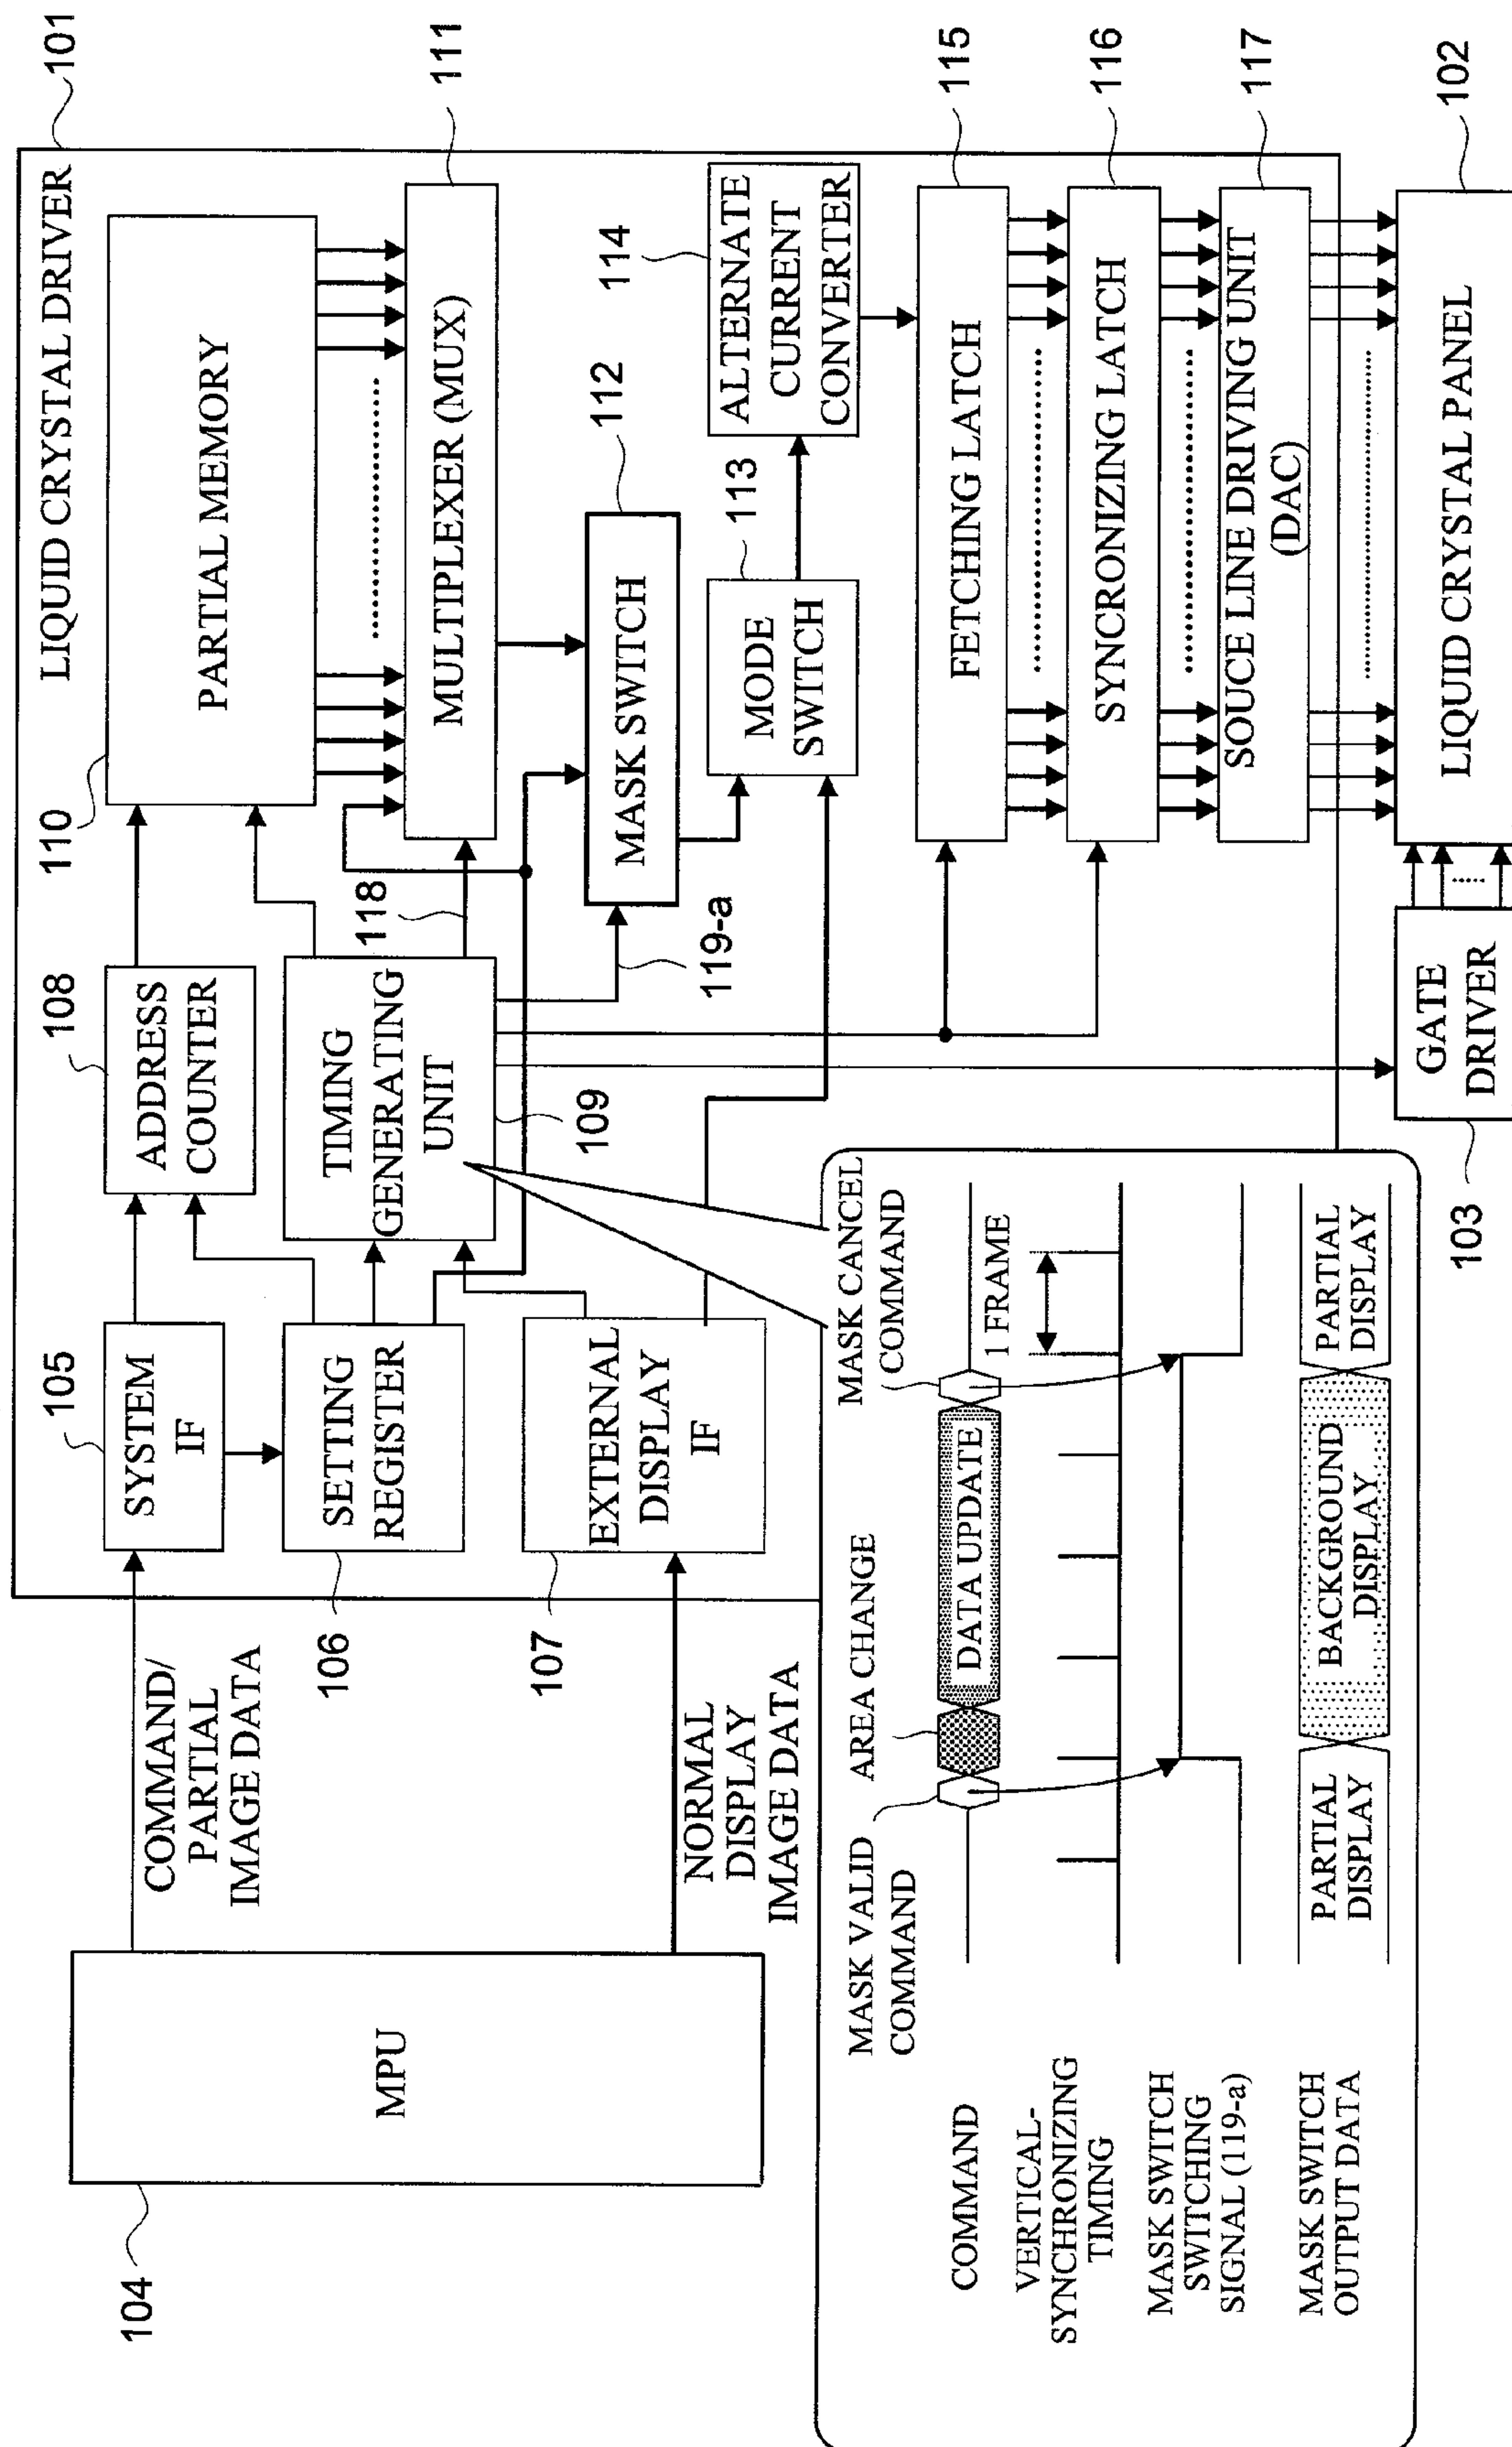 LIQUID CRYSTAL DRIVER
101
104
MPU
COMMAND/
PARTIAL
IMAGE DATA
NORMAL
DISPLAY
IMAGE DATA
105
SYSTEM
IF
106
SETTING
REGISTER
107
EXTERNAL
DISPLAY
IF
108
ADDRESS
COUNTER
TIMING
GENERATING
UNIT
109
110
PARTIAL MEMORY
118
MULTIPLEXER (MUX)
111
119-a
MASK SWITCH
112
MODE
SWITCH
113
ALTERNATE
CURRENT
CONVERTER
114
FETCHING LATCH
115
SYNCRONIZING LATCH
116
SOUCE LINE DRIVING UNIT
(DAC)
117
GATE
DRIVER
103
LIQUID CRYSTAL PANEL
102
MASK VALID
COMMAND
AREA CHANGE
MASK CANCEL
COMMAND
COMMAND
DATA UPDATE
VERTICAL-
SYNCHRONIZING
TIMING
1 FRAME
MASK SWITCH
SWITCHING
SIGNAL (119-a)
MASK SWITCH
OUTPUT DATA
PARTIAL
DISPLAY
BACKGROUND
DISPLAY
PARTIAL
DISPLAY